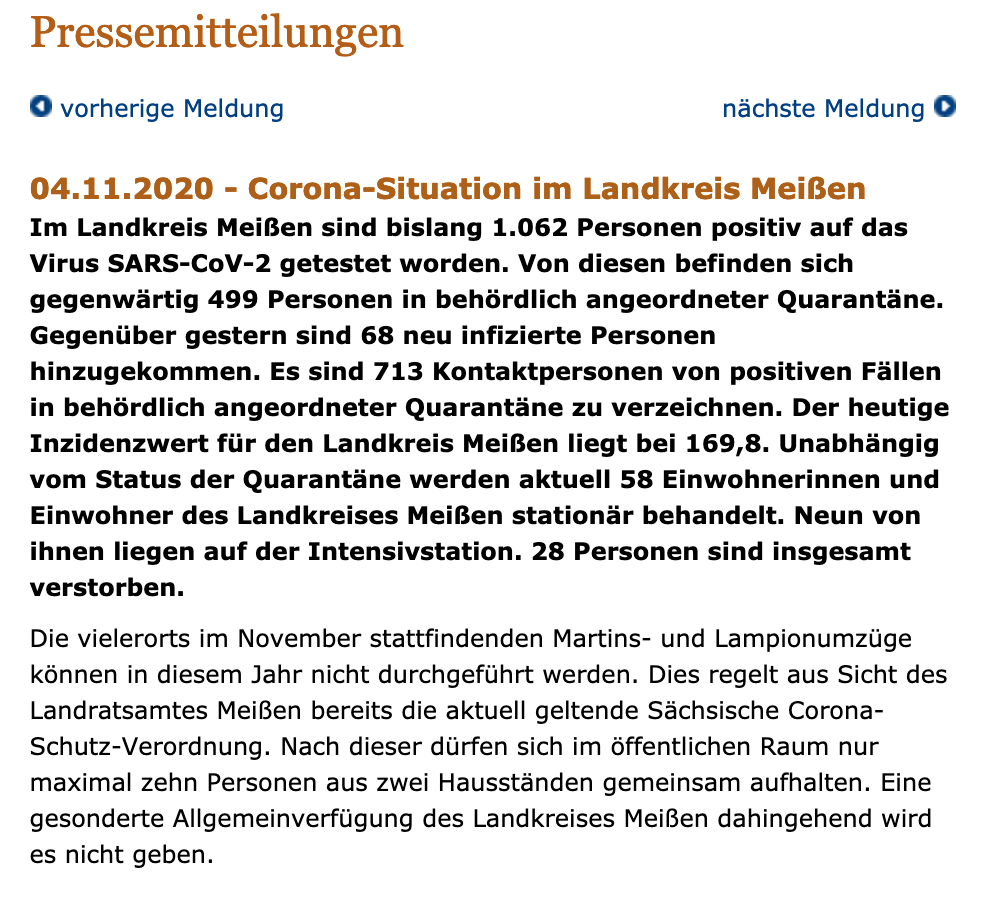 Pressemitteilungen
vorherige Meldung
nächste Meldung
04.11.2020 - Corona-Situation im Landkreis Meißen
Im Landkreis Meißen sind bislang 1.062 Personen positiv auf das
Virus SARS-CoV-2 getestet worden. Von diesen befinden sich
gegenwärtig 499 Personen in behördlich angeordneter Quarantäne.
Gegenüber gestern sind 68 neu infizierte Personen
hinzugekommen. Es sind 713 Kontaktpersonen von positiven Fällen
in behördlich angeordneter Quarantäne zu verzeichnen. Der heutige
Inzidenzwert für den Landkreis Meißen liegt bei 169,8. Unabhängig
vom Status der Quarantäne werden aktuell 58 Einwohnerinnen und
Einwohner des Landkreises Meißen stationär behandelt. Neun von
ihnen liegen auf der Intensivstation. 28 Personen sind insgesamt
verstorben.
Die vielerorts im November stattfindenden Martins- und Lampionumzüge
können in diesem Jahr nicht durchgeführt werden. Dies regelt aus Sicht des
Landratsamtes Meißen bereits die aktuell geltende Sächsische Corona-
Schutz-Verordnung. Nach dieser dürfen sich im öffentlichen Raum nur
maximal zehn Personen aus zwei Hausständen gemeinsam aufhalten. Eine
gesonderte Allgemeinverfügung des Landkreises Meißen dahingehend wird
es nicht geben.